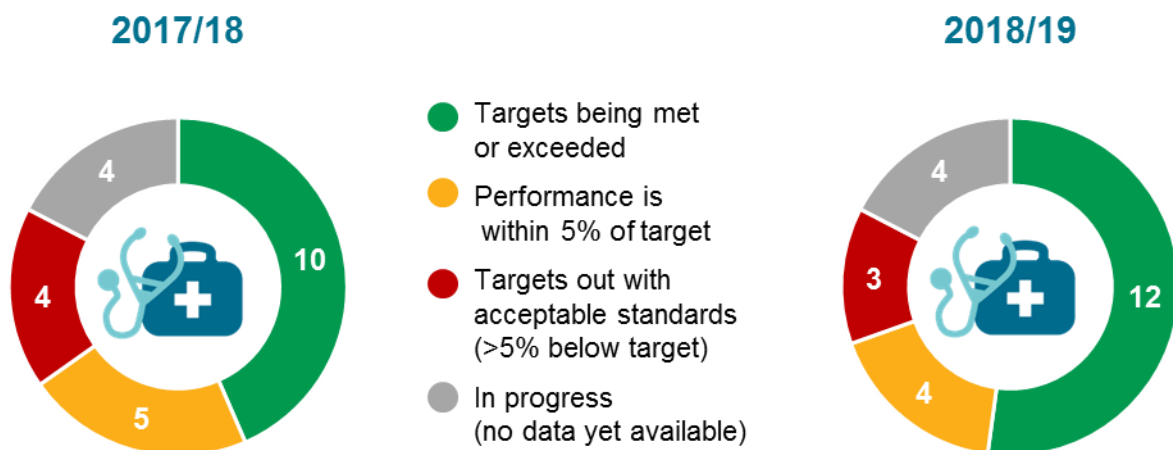 2017/18
4
10
4
5
Targets being met
or exceeded
Performance is
within 5% of target
Targets out with
acceptable standards
(>5% below target)
In progress
(no data yet available)
2018/19
4
3
12
4